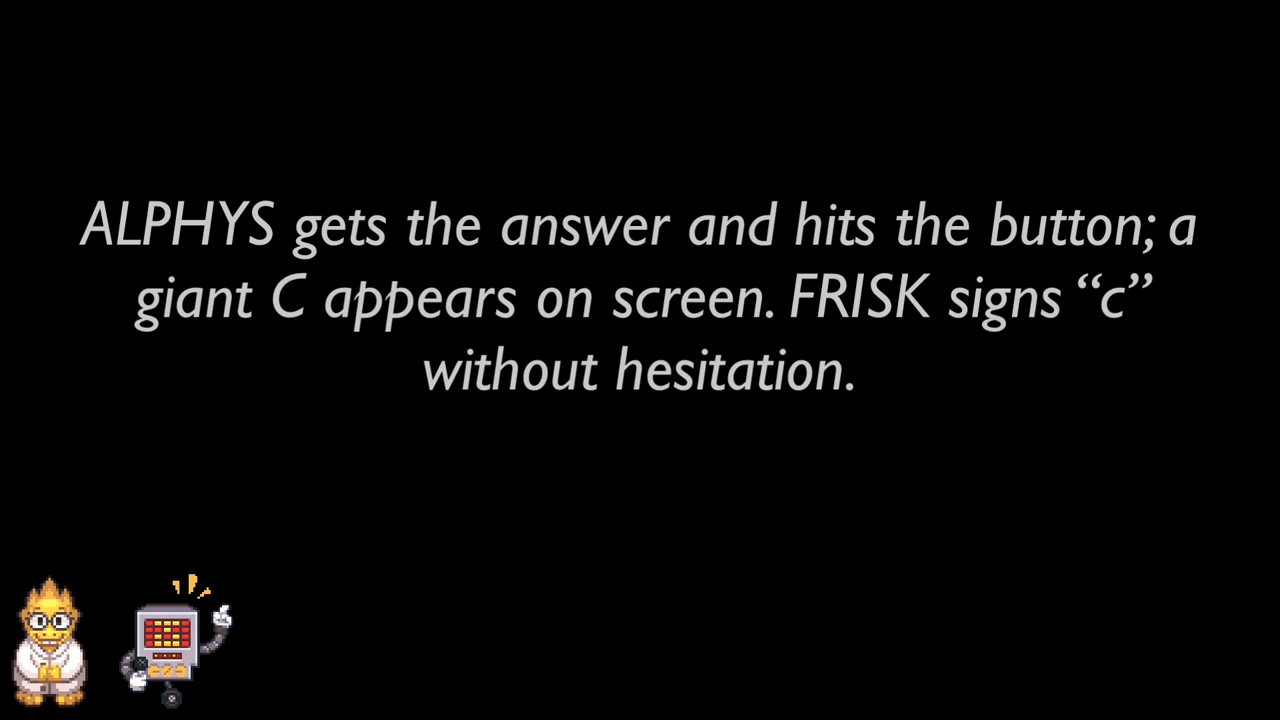 ALPHYS gets the answer and hits the button; a
giant C appears on screen. FRISK signs “c”
without hesitation.